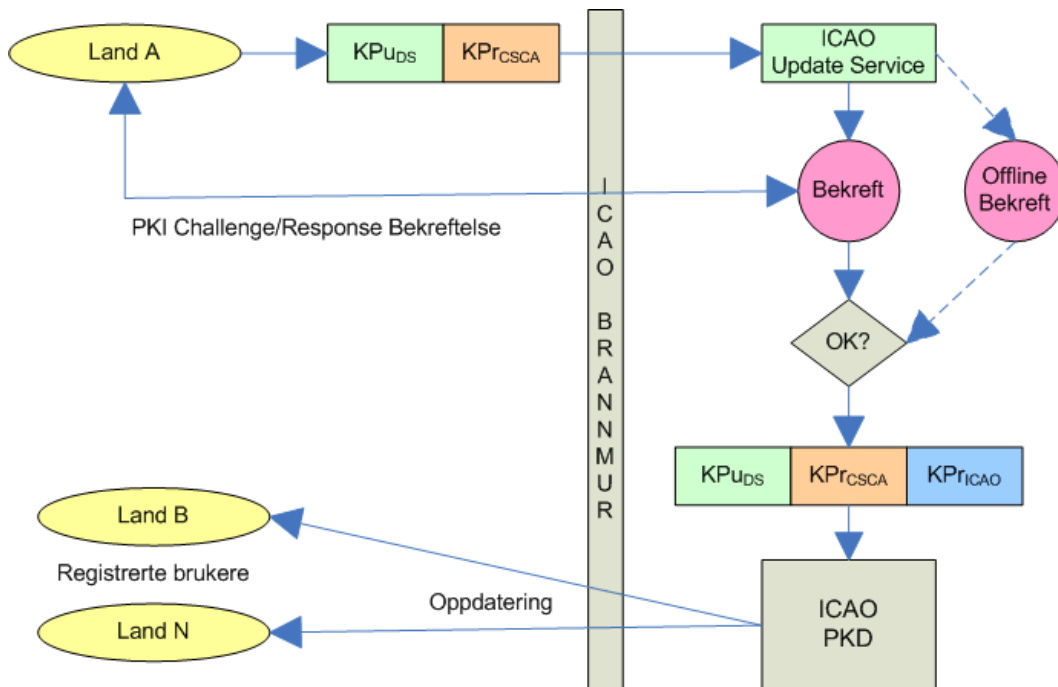 Land A
KPuDS
KPrCSCA
ICAO
Update Service
Bekreft
Offline
Bekreft
PKI Challenge/Response Bekreftelse
ICAO BRANNMUR
OK?
KPuDS
KPrCSCA
KPrICAO
Land B
Registrerte brukere
Oppdatering
Land N
ICAO
PKD